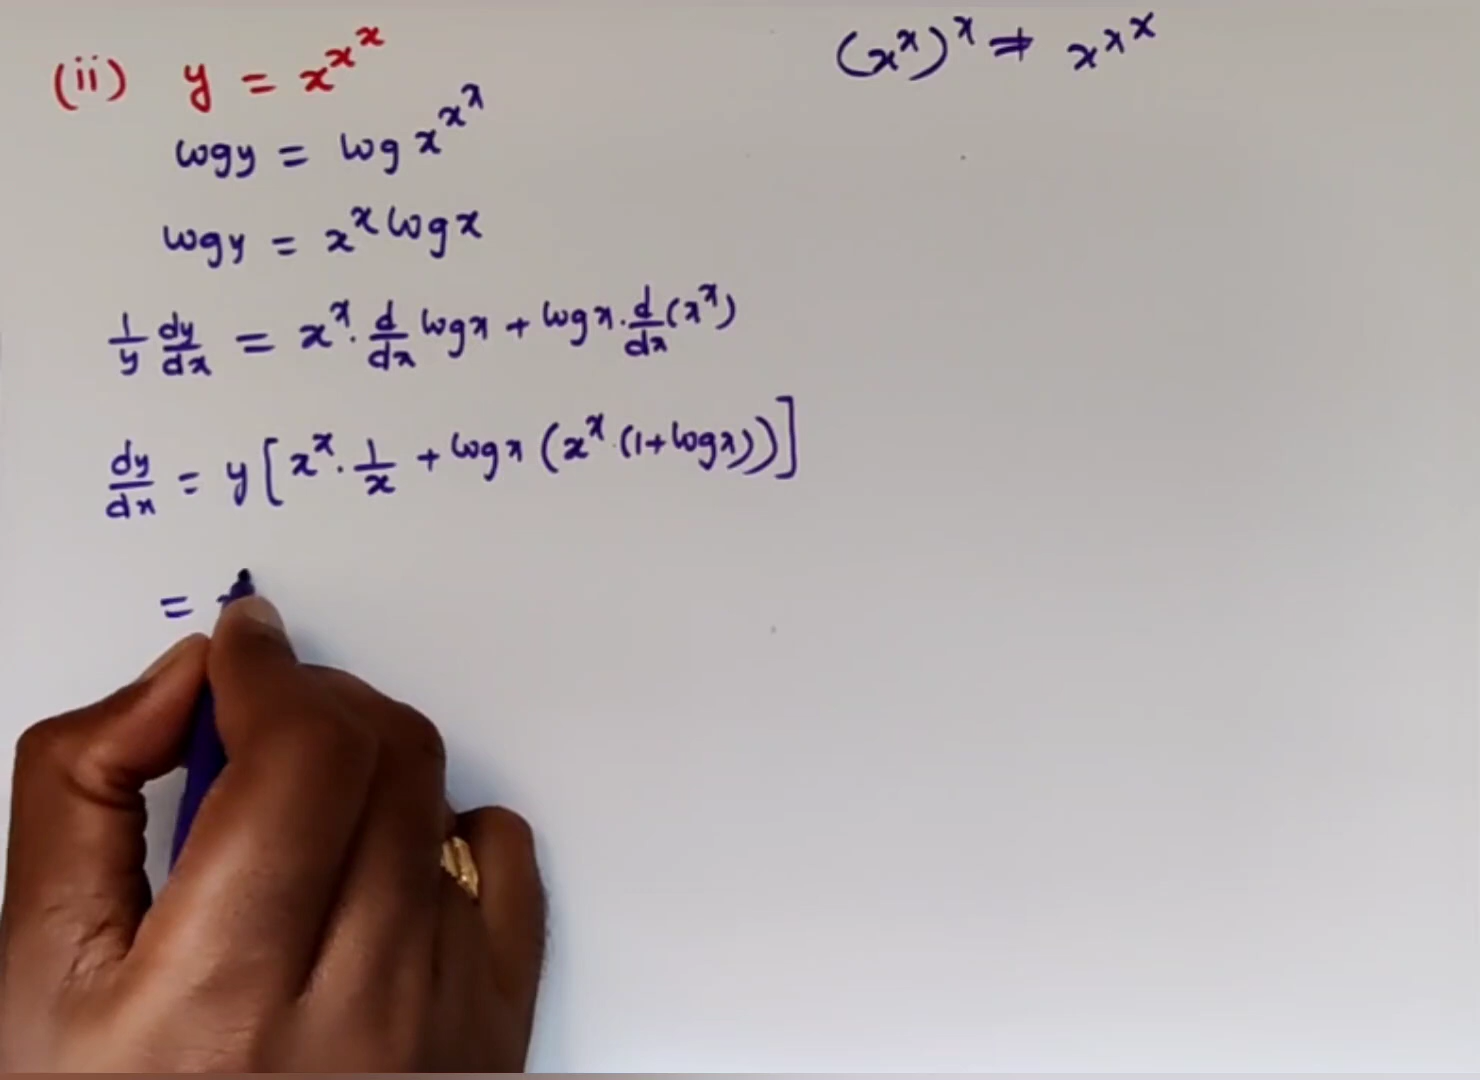 (ii) y = x^{x^x}
(x^x)^x ≠ x^{x^x}
log y = log x^{x^x}
log y = x^x log x
1/y dy/dx = x^x . d/dx log x + log x . d/dx (x^x)
dy/dx = y [ x^x . 1/x + log x ( x^x . (1 + log x) ) ]
=